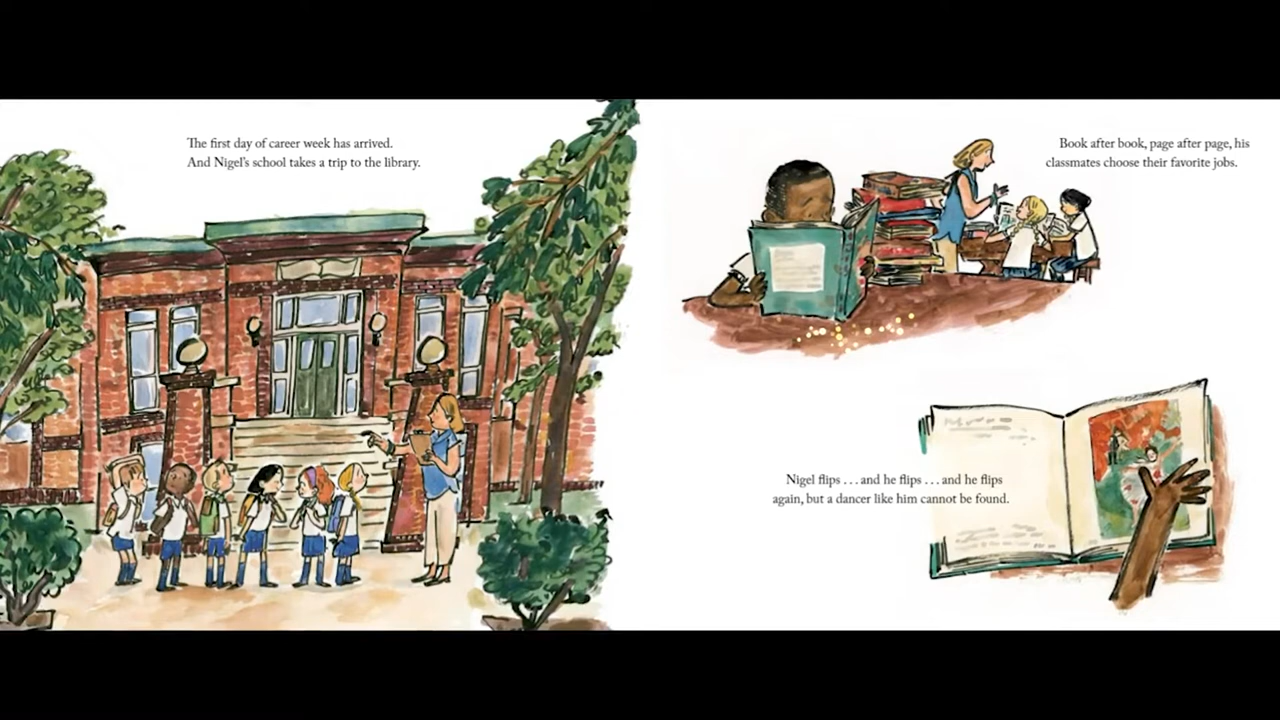 The first day of career week has arrived.
And Nigel's school takes a trip to the library.
Book after book, page after page, his
classmates choose their favorite jobs.
Nigel flips . . . and he flips . . . and he flips
again, but a dancer like him cannot be found.